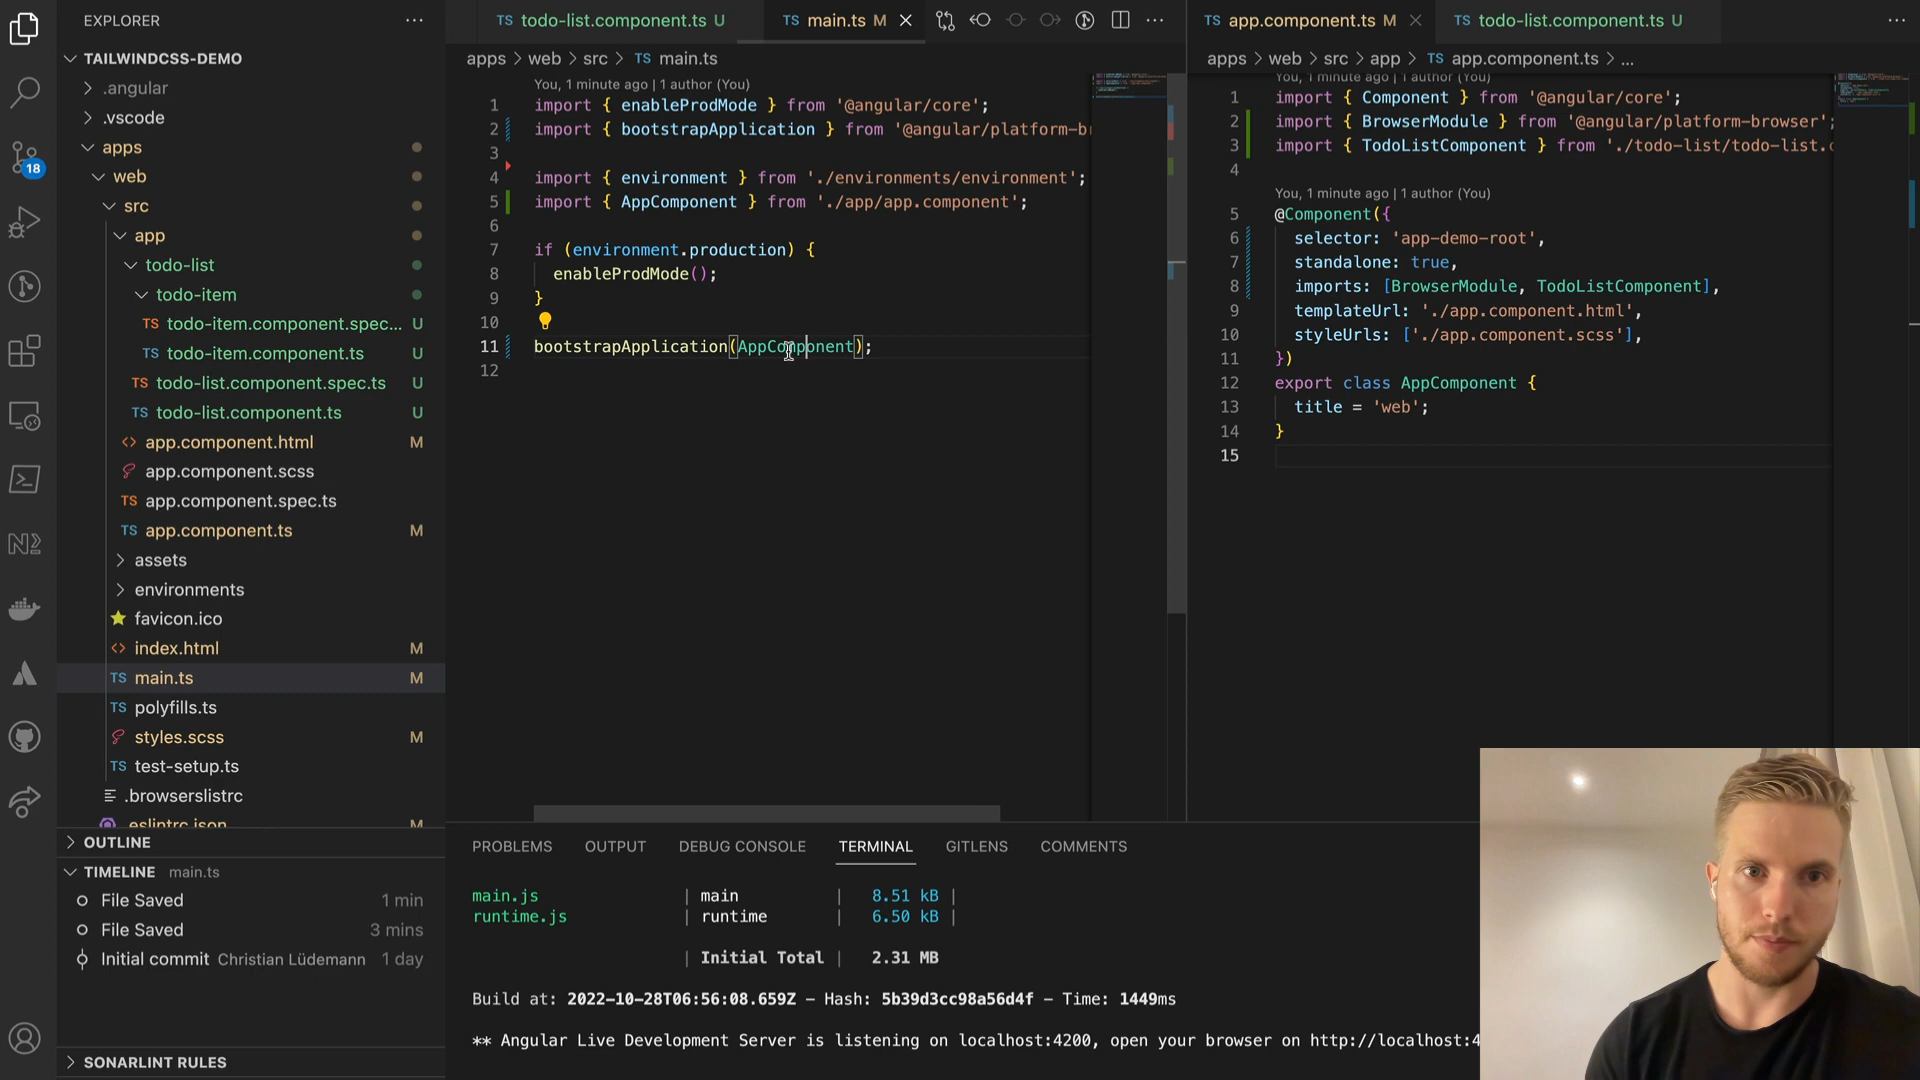 EXPLORER
TAILWINDCSS-DEMO
.angular
.vscode
apps
web
src
app
todo-list
todo-item
TS todo-item.component.spec... U
TS todo-item.component.ts U
TS todo-list.component.spec.ts U
TS todo-list.component.ts U
<> app.component.html M
app.component.scss
TS app.component.spec.ts
TS app.component.ts M
assets
environments
favicon.ico
<> index.html M
TS main.ts M
TS polyfills.ts
styles.scss M
TS test-setup.ts
.browserslistrc
.eslintrc.json M
OUTLINE
TIMELINE main.ts
File Saved 1 min
File Saved 3 mins
Initial commit Christian Lüdemann 1 day
SONARLINT RULES
18
TS todo-list.component.ts U
TS main.ts M
apps > web > src > TS main.ts
You, 1 minute ago | 1 author (You)
1 import { enableProdMode } from '@angular/core';
2 import { bootstrapApplication } from '@angular/platform-br
3
4 import { environment } from './environments/environment';
5 import { AppComponent } from './app/app.component';
6
7 if (environment.production) {
8 enableProdMode();
9 }
10
11 bootstrapApplication(AppComponent);
12
TS app.component.ts M
TS todo-list.component.ts U
apps > web > src > app > TS app.component.ts > ...
You, 1 minute ago | 1 author (You)
1 import { Component } from '@angular/core';
2 import { BrowserModule } from '@angular/platform-browser';
3 import { TodoListComponent } from './todo-list/todo-list.c
4
You, 1 minute ago | 1 author (You)
5 @Component({
6 selector: 'app-demo-root',
7 standalone: true,
8 imports: [BrowserModule, TodoListComponent],
9 templateUrl: './app.component.html',
10 styleUrls: ['./app.component.scss'],
11 })
12 export class AppComponent {
13 title = 'web';
14 }
15
PROBLEMS OUTPUT DEBUG CONSOLE TERMINAL GITLENS COMMENTS
main.js | main | 8.51 kB |
runtime.js | runtime | 6.50 kB |
| Initial Total | 2.31 MB
Build at: 2022-10-28T06:56:08.659Z - Hash: 5b39d3cc98a56d4f - Time: 1449ms
** Angular Live Development Server is listening on localhost:4200, open your browser on http://localhost:4